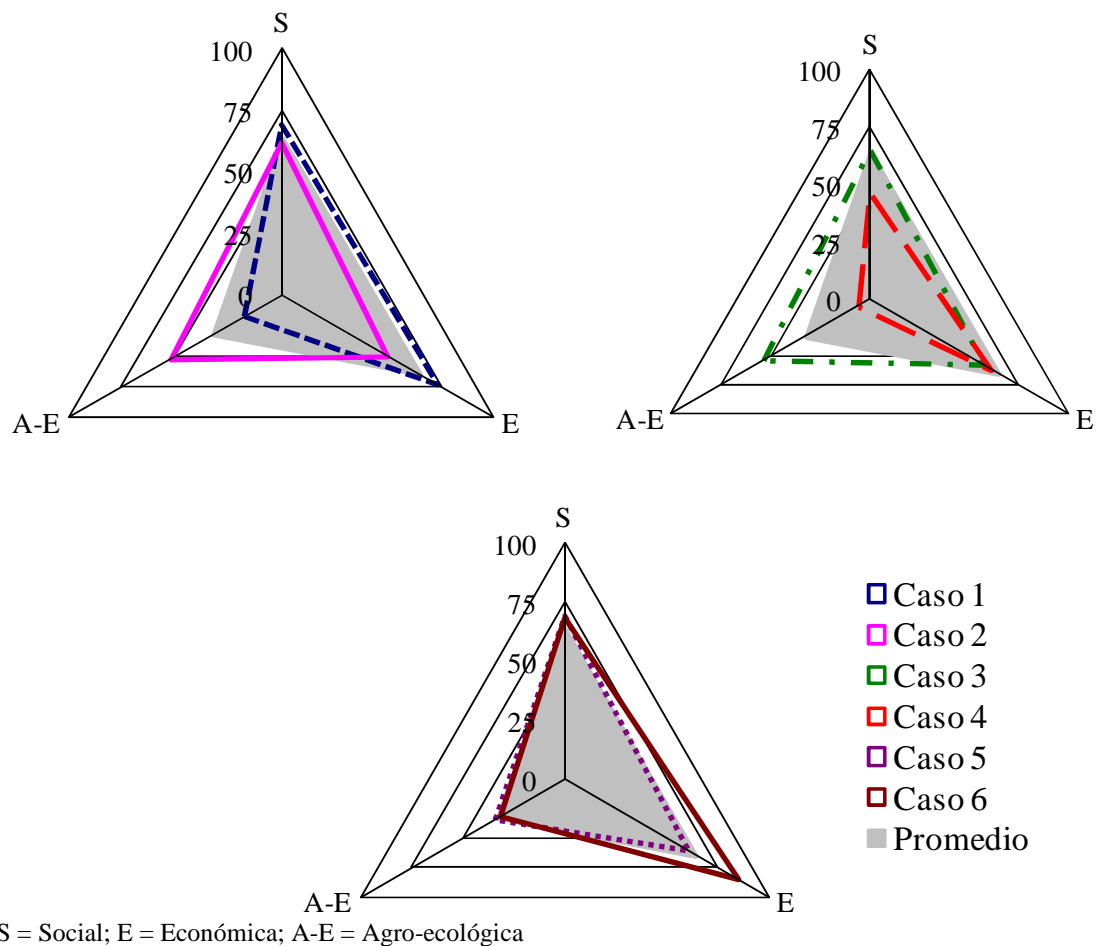 S
100
75
50
25
0
A-E
E
S
100
75
50
25
0
A-E
E
S
100
75
50
25
0
A-E
E
Caso 1
Caso 2
Caso 3
Caso 4
Caso 5
Caso 6
Promedio
S = Social; E = Económica; A-E = Agro-ecológica